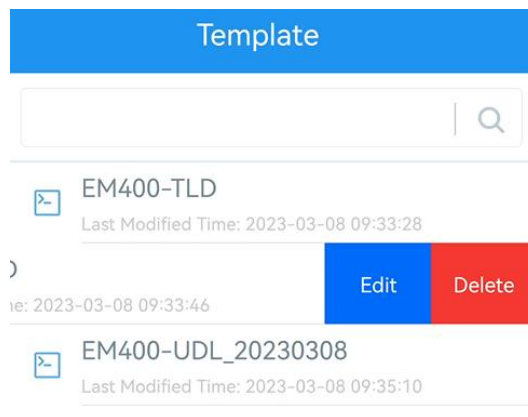 Template
EM400-TLD
Last Modified Time: 2023-03-08 09:33:28
Edit Delete
2023-03-08 09:33:46
EM400-UDL_20230308
Last Modified Time: 2023-03-08 09:35:10